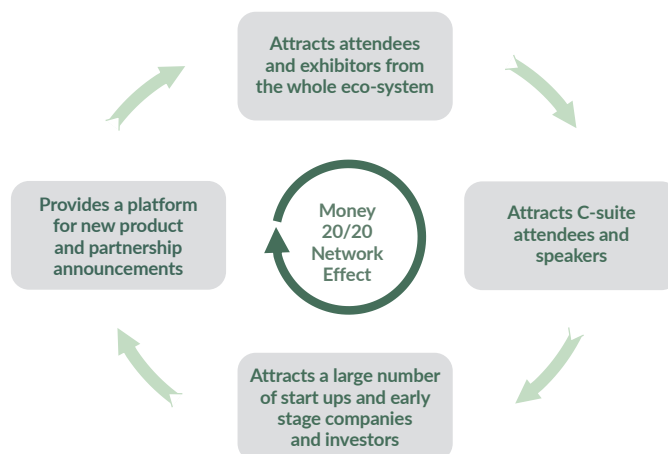 Attracts attendees
and exhibitors from
the whole eco-system
Provides a platform
for new product
and partnership
announcements
Money
20/20
Network
Effect
Attracts C-suite
attendees and
speakers
Attracts a large number
of start ups and early
stage companies
and investors